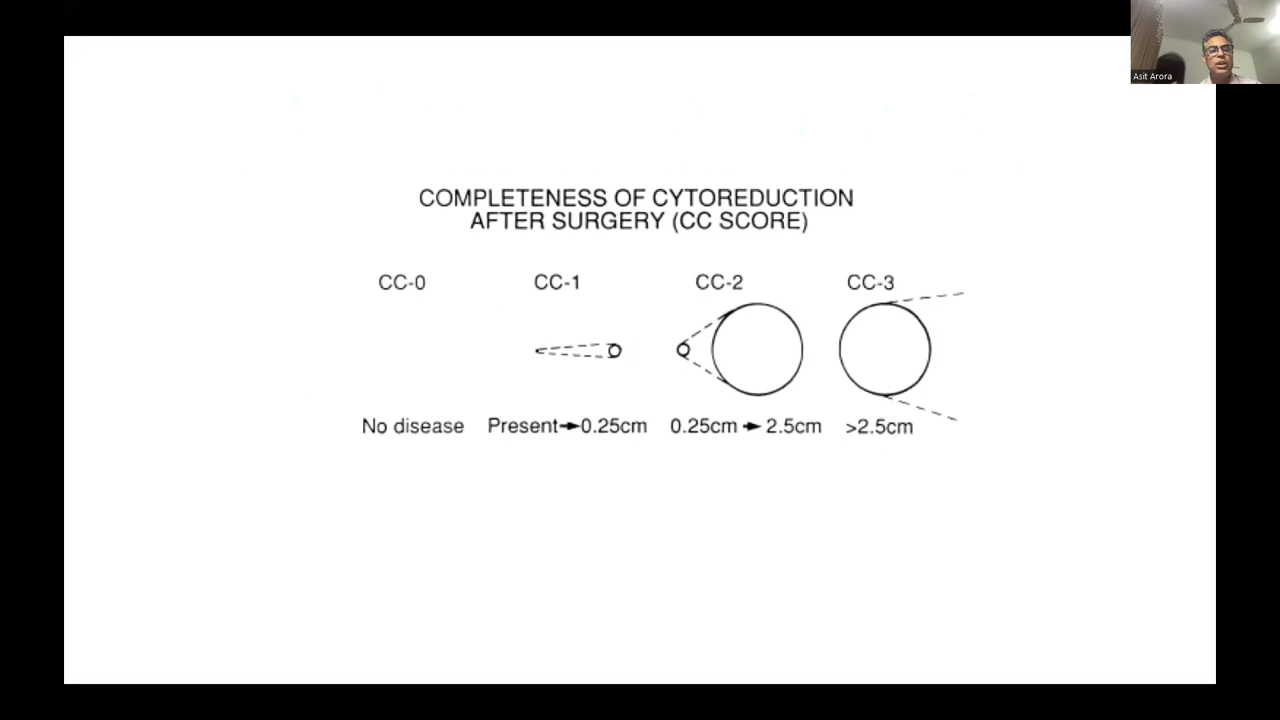 Asit Arora
COMPLETENESS OF CYTOREDUCTION
AFTER SURGERY (CC SCORE)
CC-0 CC-1 CC-2 CC-3
No disease Present→0.25cm 0.25cm → 2.5cm >2.5cm